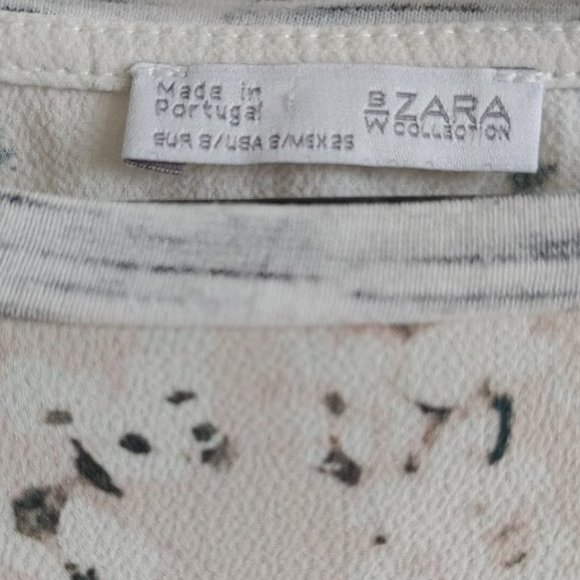 Made in
Portugal
EUR S/USA S/MEX 26
B/W ZARA
COLLECTION